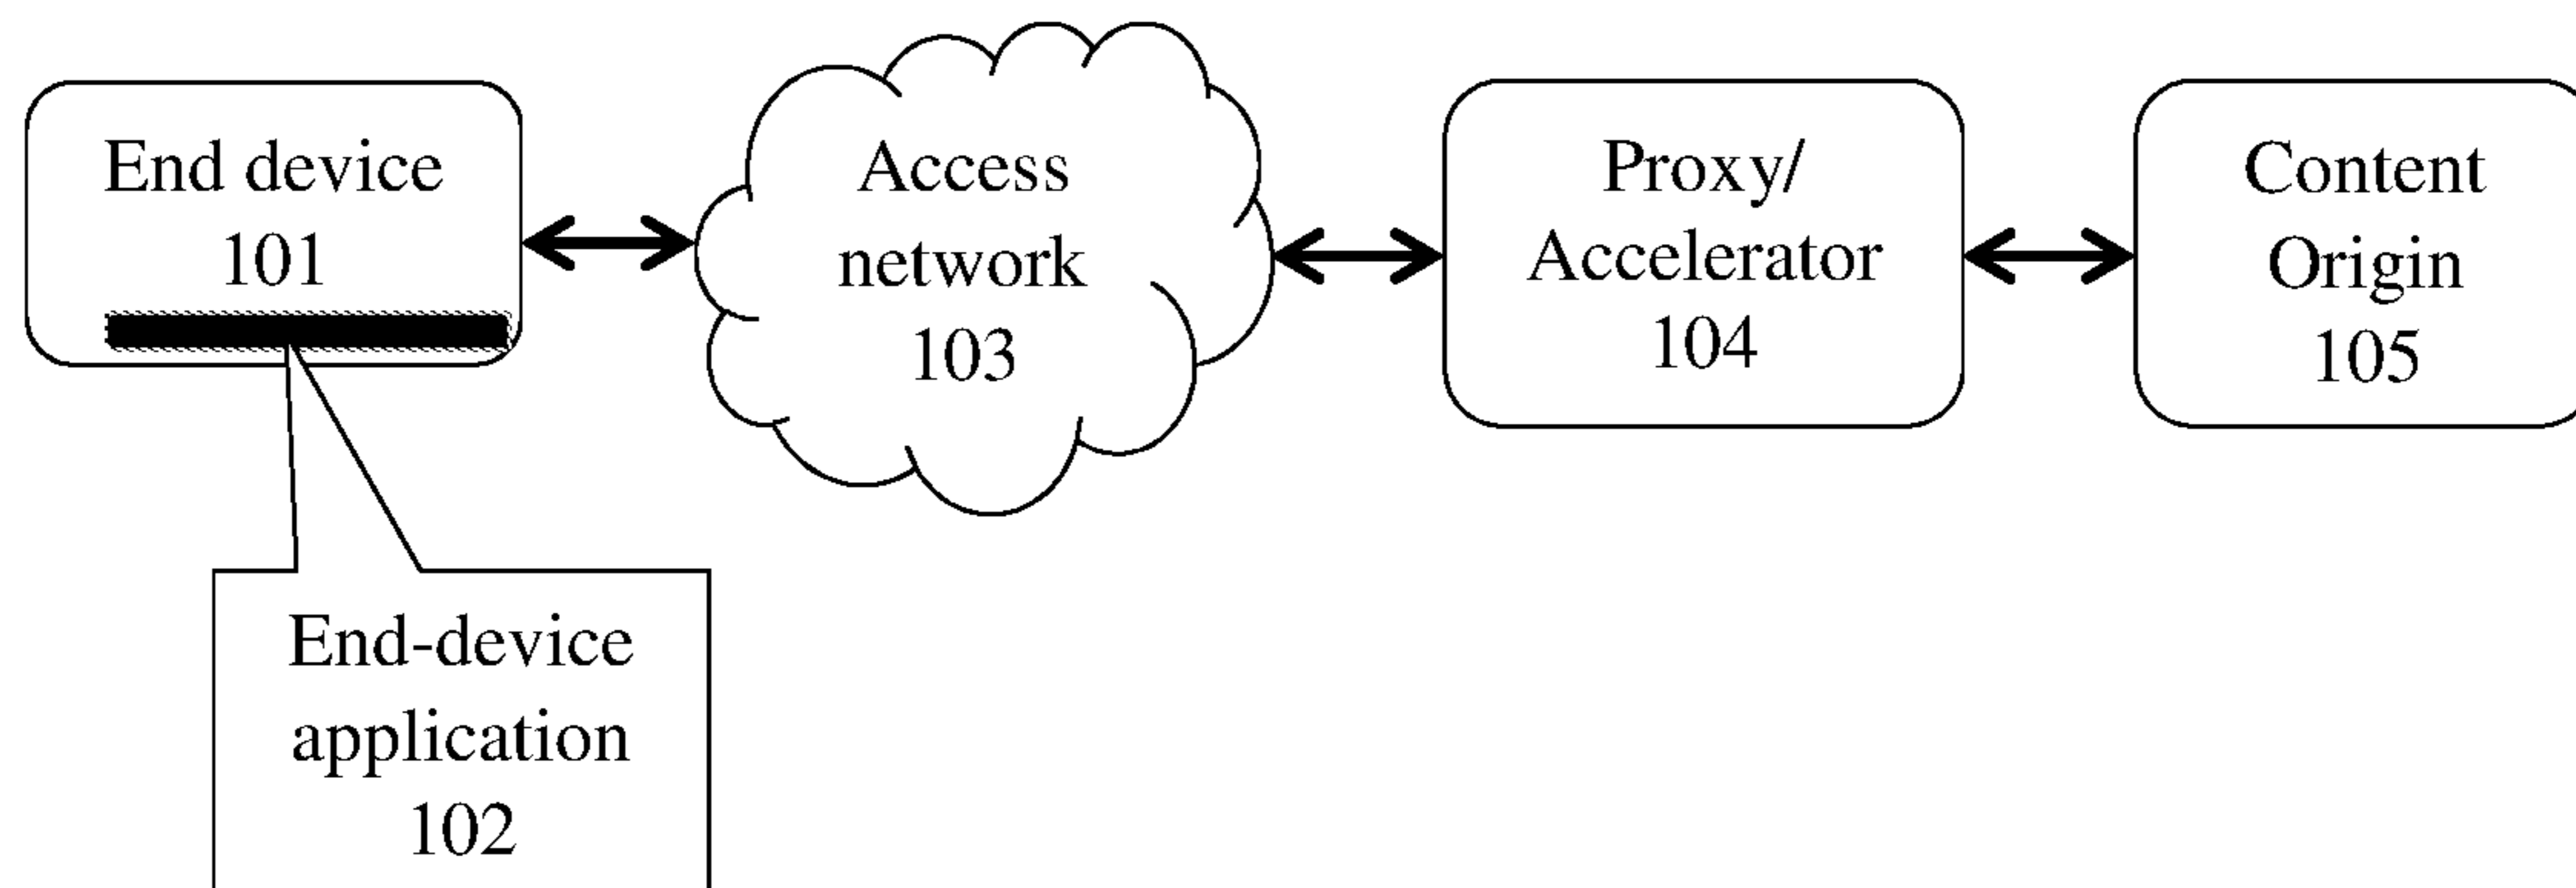 End device
101
Access
network
103
Proxy/
Accelerator
104
Content
Origin
105
End-device
application
102